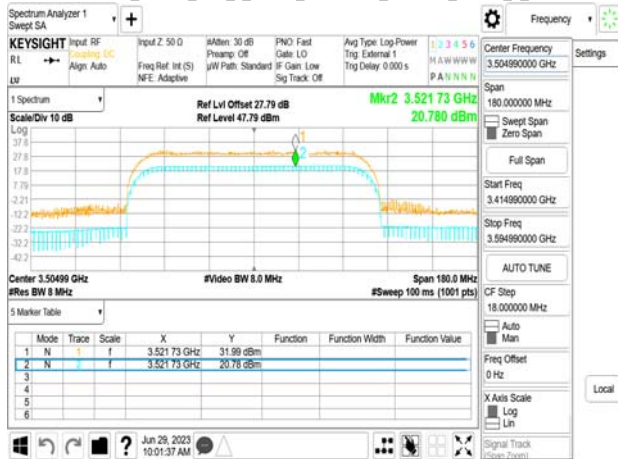 Spectrum Analyzer 1
Swept SA
+
Frequency
KEYSIGHT
RL
Input: RF
Coupling: DC
Align: Auto
Input Z: 50 Ω
Freq Ref: Int (S)
NFE: Adaptive
#Atten: 30 dB
Preamp: Off
µW Path: Standard
PNO: Fast
Gate: LO
IF Gain: Low
Sig Track: Off
Avg Type: Log-Power
Trig: External 1
Trig Delay: 0.000 s
1 2 3 4 5 6
M A W W W W
P A N N N N
1 Spectrum
Scale/Div 10 dB
Ref Lvl Offset 27.79 dB
Ref Level 47.79 dBm
Mkr2 3.521 73 GHz
20.780 dBm
Log
37.8
27.8
17.8
7.79
-2.21
-12.2
-22.2
-32.2
-42.2
1
2
Center 3.50499 GHz
#Res BW 8 MHz
#Video BW 8.0 MHz
Span 180.0 MHz
#Sweep 100 ms (1001 pts)
5 Marker Table
Mode Trace Scale X Y Function Function Width Function Value
1 N 1 f 3.521 73 GHz 31.99 dBm
2 N 2 f 3.521 73 GHz 20.78 dBm
3
4
5
6
Jun 29, 2023
10:01:37 AM
Center Frequency
3.504990000 GHz
Span
180.000000 MHz
Swept Span
Zero Span
Full Span
Start Freq
3.414990000 GHz
Stop Freq
3.594990000 GHz
AUTO TUNE
CF Step
18.000000 MHz
Auto
Man
Freq Offset
0 Hz
X Axis Scale
Log
Lin
Signal Track
(Span Zoom)
Settings
Local